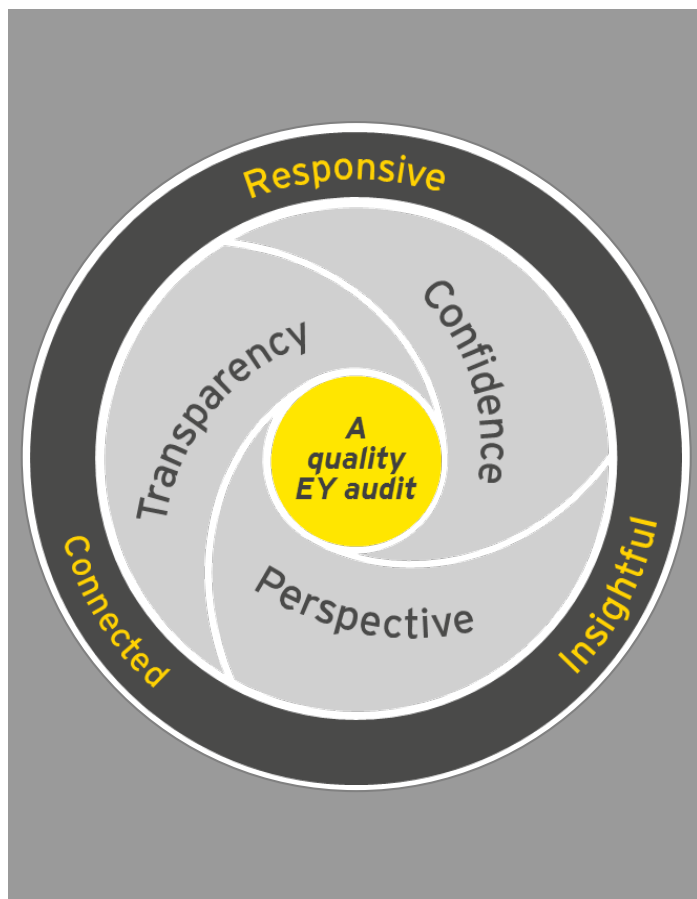 Responsive
Confidence
Transparency
A
quality
EY audit
Perspective
Connected
Insightful